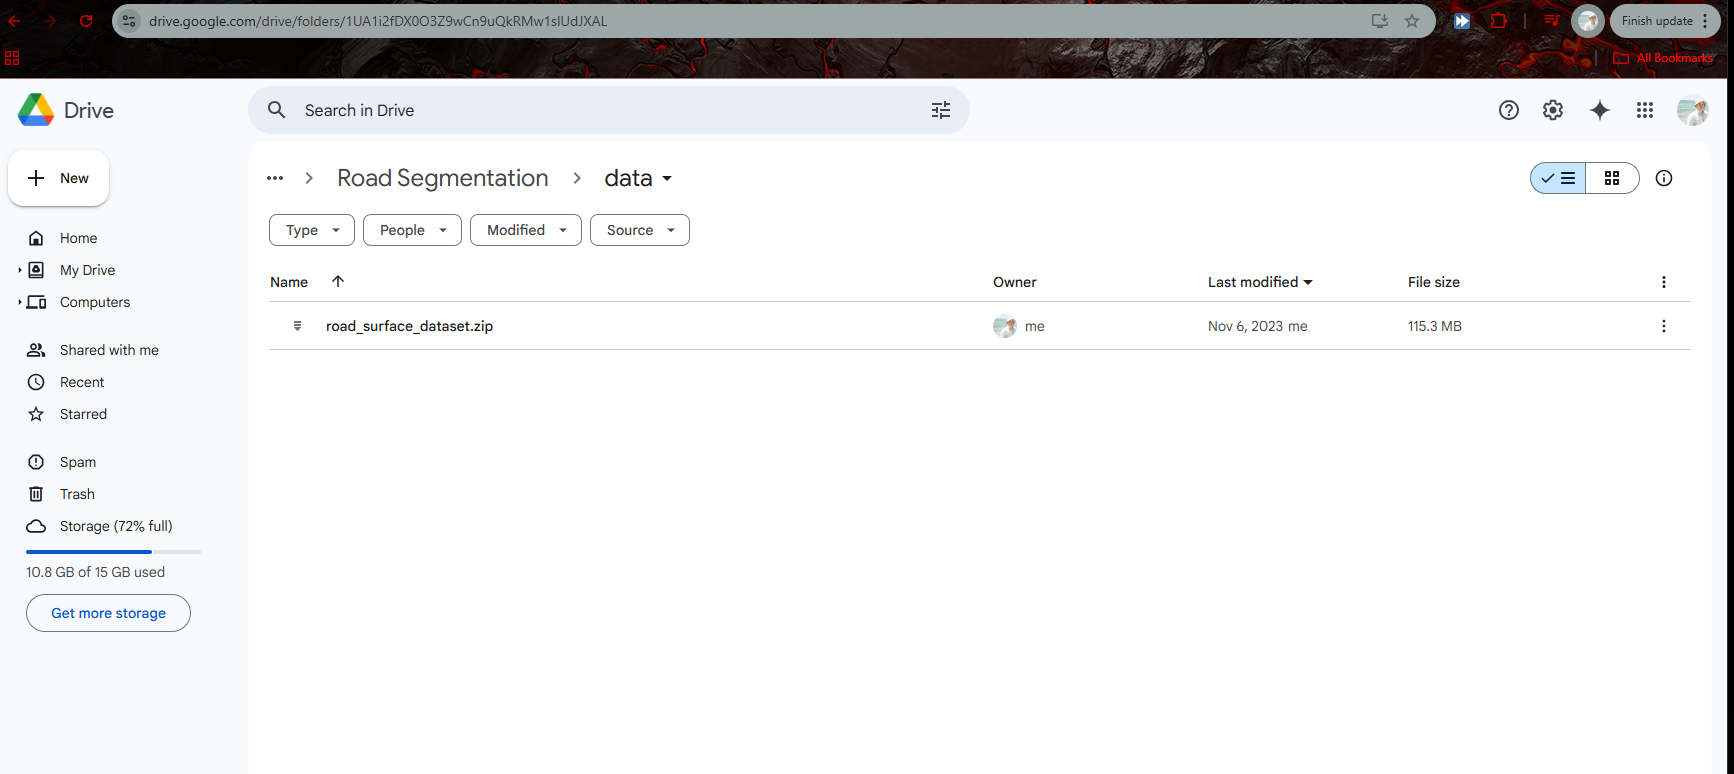 drive.google.com/drive/folders/1UA1i2fDX0O3Z9wCn9uQkRMw1sIUdJXAL
Finish update
All Bookmarks
Drive
Search in Drive
New
Road Segmentation
data
Type
People
Modified
Source
Home
My Drive
Computers
Shared with me
Recent
Starred
Spam
Trash
Storage (72% full)
10.8 GB of 15 GB used
Get more storage
Name Owner Last modified File size
road_surface_dataset.zip me Nov 6, 2023 me 115.3 MB